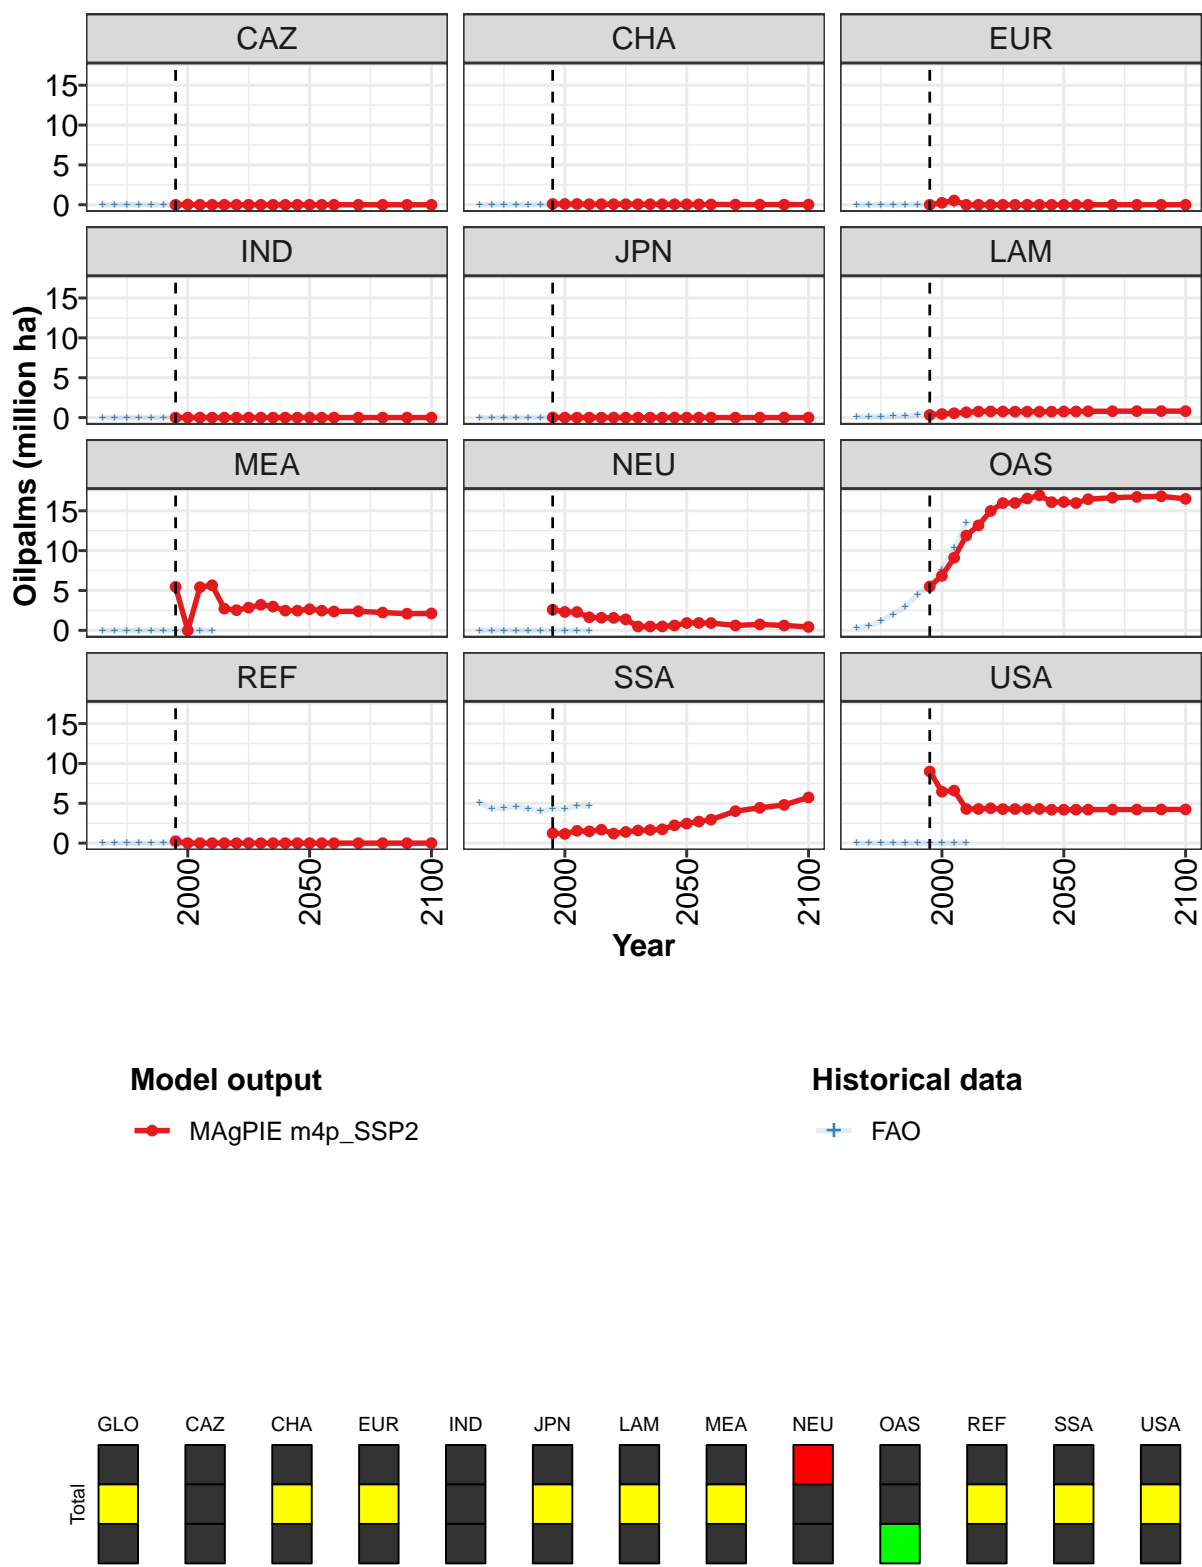 CAZ CHA EUR
15
10
5
0
IND JPN LAM
15
10
5
0
MEA NEU OAS
15
10
5
0
REF SSA USA
15
10
5
0
Oilpalms (million ha)
2000 2050 2100 2000 2050 2100 2000 2050 2100
Year
Model output Historical data
MAgPIE m4p_SSP2 FAO
GLO CAZ CHA EUR IND JPN LAM MEA NEU OAS REF SSA USA
Total